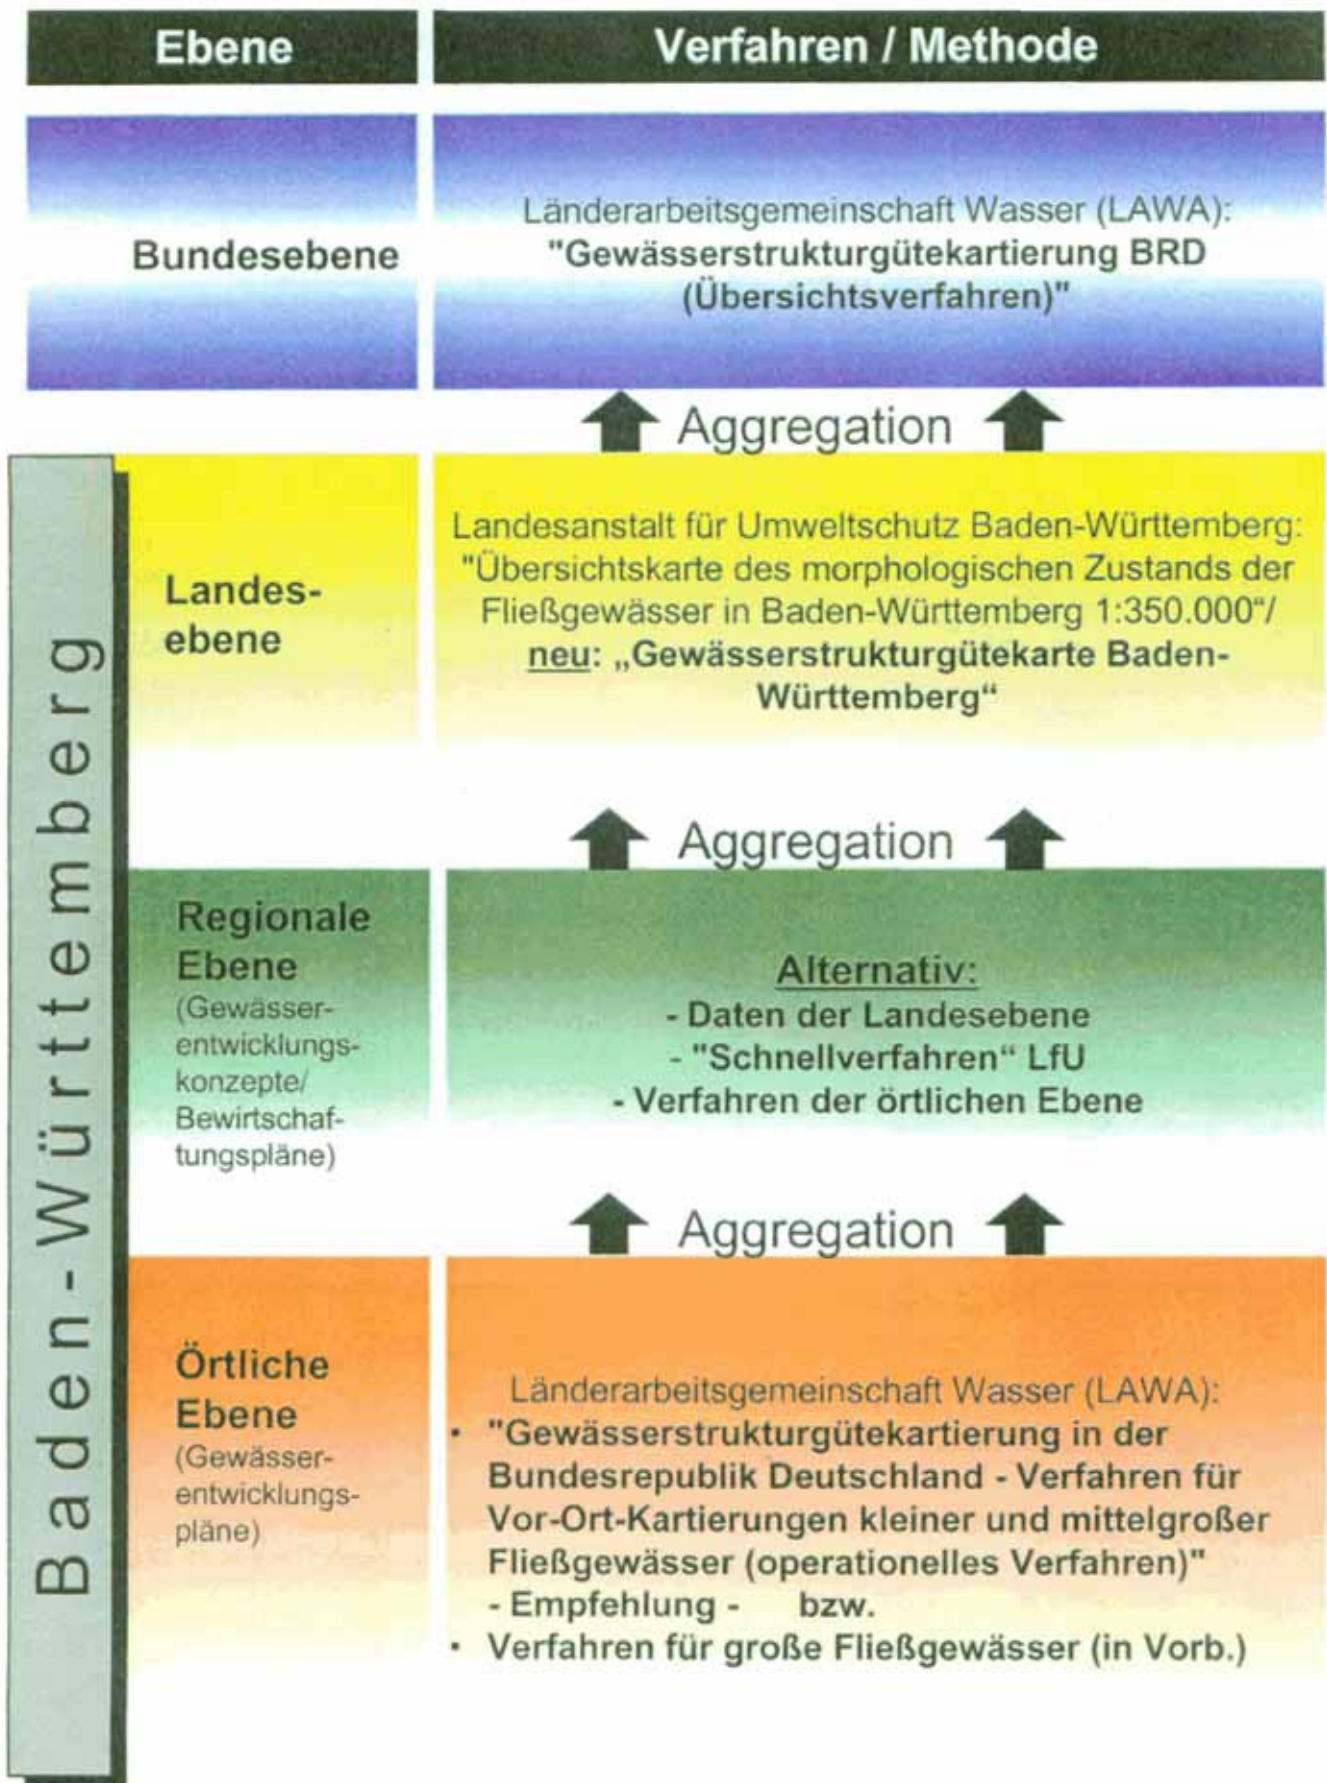 Ebene
Verfahren / Methode
Bundesebene
Länderarbeitsgemeinschaft Wasser (LAWA):
"Gewässerstrukturgütekartierung BRD
(Übersichtsverfahren)"
Aggregation
Baden-Württemberg
Landes-
ebene
Landesanstalt für Umweltschutz Baden-Württemberg:
"Übersichtskarte des morphologischen Zustands der
Fließgewässer in Baden-Württemberg 1:350.000“/
neu: „Gewässerstrukturgütekarte Baden-
Württemberg“
Aggregation
Regionale
Ebene
(Gewässer-
entwicklungs-
konzepte/
Bewirtschaf-
tungspläne)
Alternativ:
- Daten der Landesebene
- "Schnellverfahren“ LfU
- Verfahren der örtlichen Ebene
Aggregation
Örtliche
Ebene
(Gewässer-
entwicklungs-
pläne)
Länderarbeitsgemeinschaft Wasser (LAWA):
• "Gewässerstrukturgütekartierung in der
Bundesrepublik Deutschland - Verfahren für
Vor-Ort-Kartierungen kleiner und mittelgroßer
Fließgewässer (operationelles Verfahren)"
- Empfehlung - bzw.
• Verfahren für große Fließgewässer (in Vorb.)